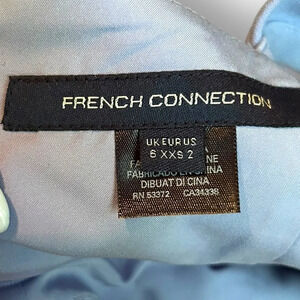 FRENCH CONNECTION
UK EUR US
6 XXS 2
FABRICADO EN CHINA
DIBUAT DI CINA
RN 53372 CA34338